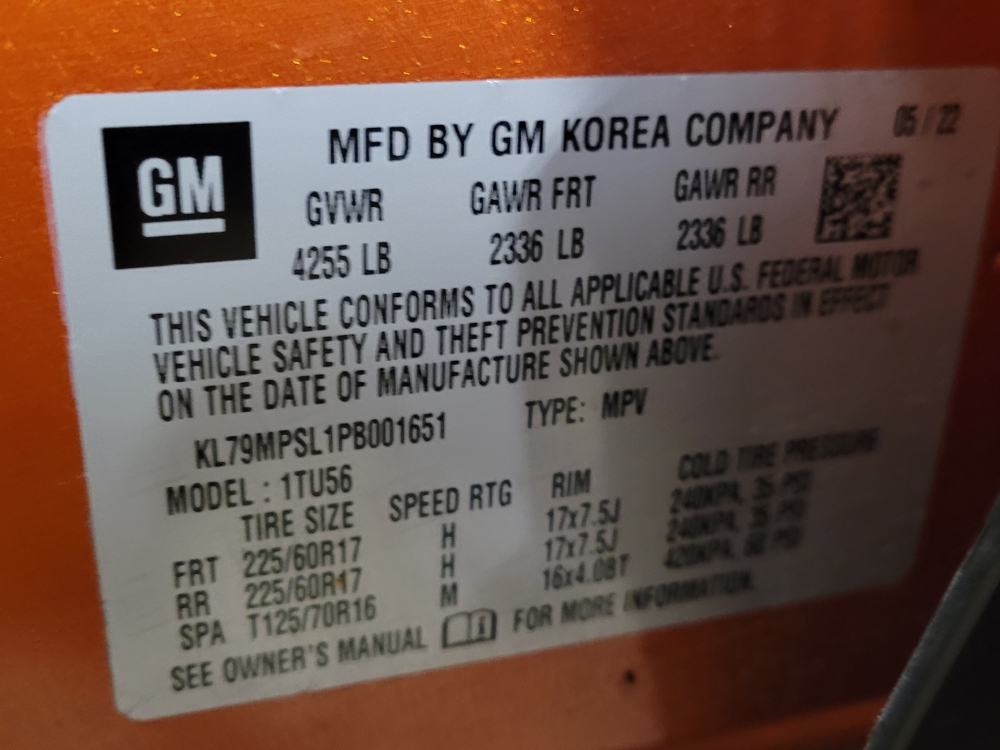 GM
MFD BY GM KOREA COMPANY 05 / 22
GVWR GAWR FRT GAWR RR
4255 LB 2336 LB 2336 LB
THIS VEHICLE CONFORMS TO ALL APPLICABLE U.S. FEDERAL MOTOR
VEHICLE SAFETY AND THEFT PREVENTION STANDARDS IN EFFECT
ON THE DATE OF MANUFACTURE SHOWN ABOVE.
KL79MPSL1PB001651 TYPE: MPV
MODEL : 1TU56
TIRE SIZE SPEED RTG RIM COLD TIRE PRESSURE
FRT 225/60R17 H 17x7.5J 240KPA, 35 PSI
RR 225/60R17 H 17x7.5J 240KPA, 35 PSI
SPA T125/70R16 M 16x4.0BT 420KPA, 60 PSI
SEE OWNER'S MANUAL FOR MORE INFORMATION.